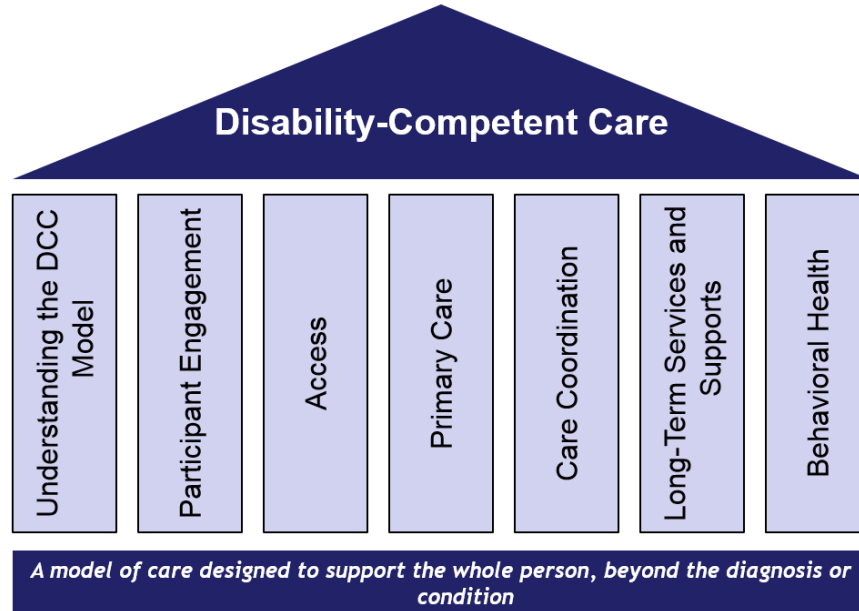 Disability-Competent Care
Understanding the DCC
Model
Participant Engagement
Access
Primary Care
Care Coordination
Long-Term Services and
Supports
Behavioral Health
A model of care designed to support the whole person, beyond the diagnosis or
condition